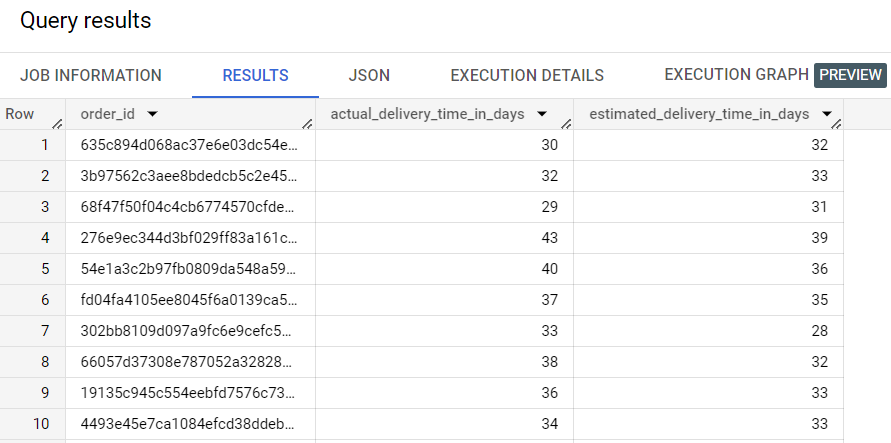 Query results
JOB INFORMATION RESULTS JSON EXECUTION DETAILS EXECUTION GRAPH PREVIEW
Row order_id actual_delivery_time_in_days estimated_delivery_time_in_days
1 635c894d068ac37e6e03dc54e... 30 32
2 3b97562c3aee8bdedcb5c2e45... 32 33
3 68f47f50f04c4cb6774570cfde... 29 31
4 276e9ec344d3bf029ff83a161c... 43 39
5 54e1a3c2b97fb0809da548a59... 40 36
6 fd04fa4105ee8045f6a0139ca5... 37 35
7 302bb8109d097a9fc6e9cefc5... 33 28
8 66057d37308e787052a32828... 38 32
9 19135c945c554eebfd7576c73... 36 33
10 4493e45e7ca1084efcd38ddeb... 34 33